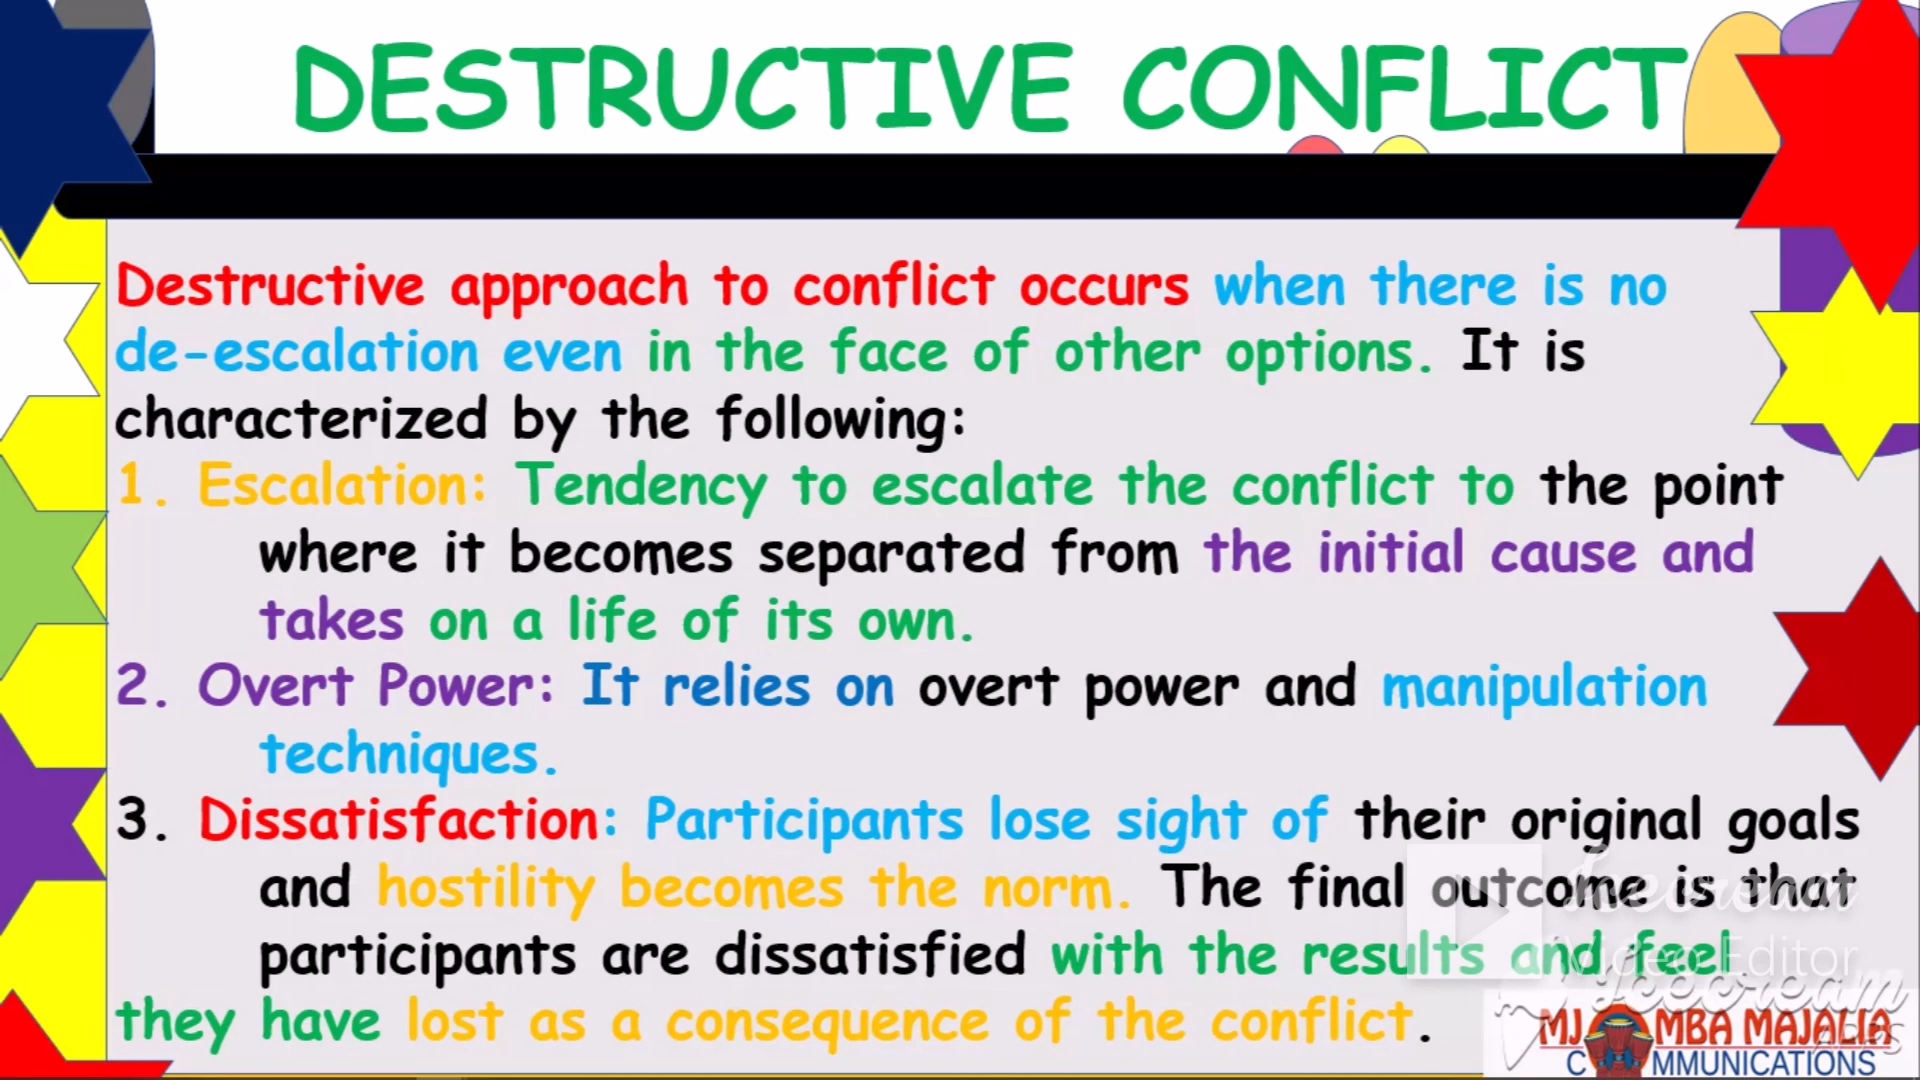 DESTRUCTIVE CONFLICT
Destructive approach to conflict occurs when there is no
de-escalation even in the face of other options. It is
characterized by the following:
1. Escalation: Tendency to escalate the conflict to the point
where it becomes separated from the initial cause and
takes on a life of its own.
2. Overt Power: It relies on overt power and manipulation
techniques.
3. Dissatisfaction: Participants lose sight of their original goals
and hostility becomes the norm. The final outcome is that
participants are dissatisfied with the results and feel
they have lost as a consequence of the conflict.
Icecream
Video Editor
Icecream
Apps
MJOMBA MAJALIA
COMMUNICATIONS